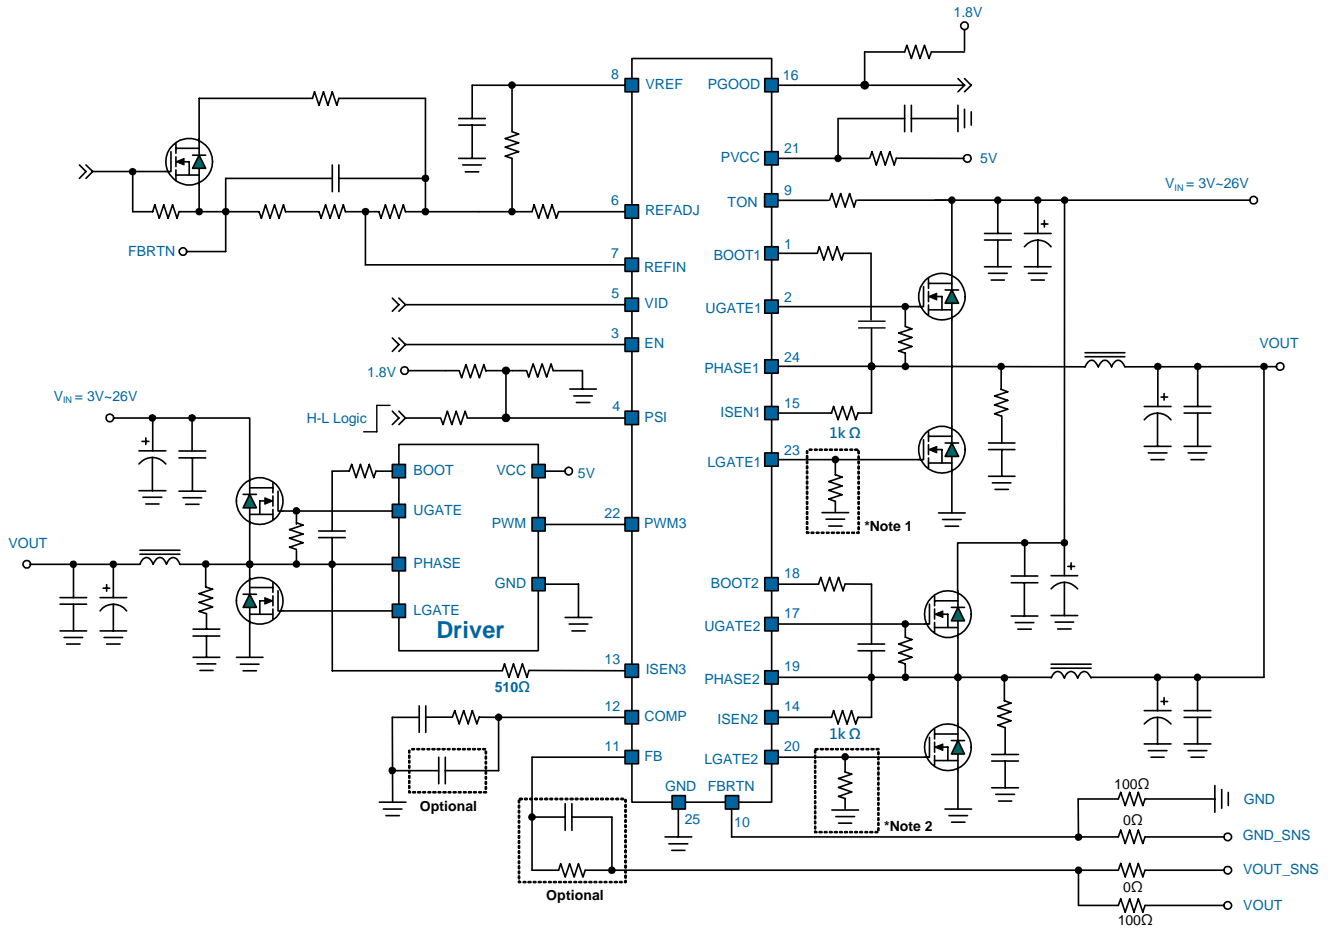 1.8V
8
VREF
PGOOD
16
PVCC
21
5V
TON
9
VIN = 3V~26V
6
REFADJ
FBRTN
7
REFIN
BOOT1
1
5
VID
UGATE1
2
3
EN
1.8V
PHASE1
24
VOUT
VIN = 3V~26V
H-L Logic
4
PSI
ISEN1
15
1k Ω
LGATE1
23
*Note 1
BOOT
VCC
5V
UGATE
PWM
22
PWM3
VOUT
PHASE
GND
LGATE
Driver
BOOT2
18
UGATE2
17
13
ISEN3
510Ω
PHASE2
19
12
COMP
ISEN2
14
1k Ω
11
FB
LGATE2
20
*Note 2
Optional
GND
FBRTN
25
10
100Ω
GND
0Ω
GND_SNS
Optional
VOUT_SNS
0Ω
VOUT
100Ω